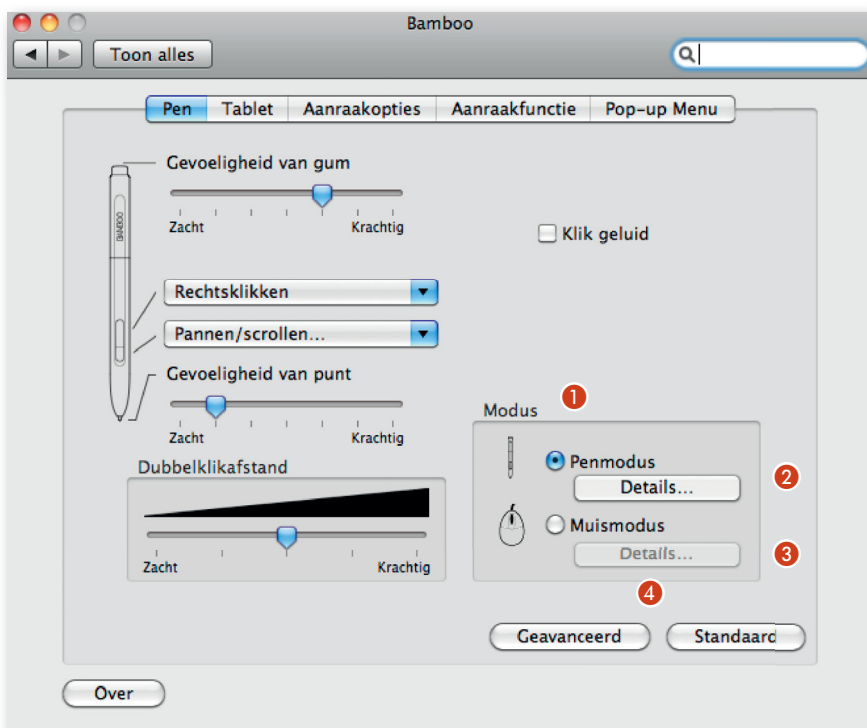 Bamboo
Toon alles
Pen Tablet Aanraakopties Aanraakfunctie Pop-up Menu
Gevoeligheid van gum
Zacht Krachtig
Klik geluid
BAMBOO
Rechtsklikken
Pannen/scrollen...
Gevoeligheid van punt
Zacht Krachtig
Dubbelklikafstand
Zacht Krachtig
Modus 1
Penmodus
Details... 2
Muismodus
Details... 3
4
Geavanceerd Standaard
Over